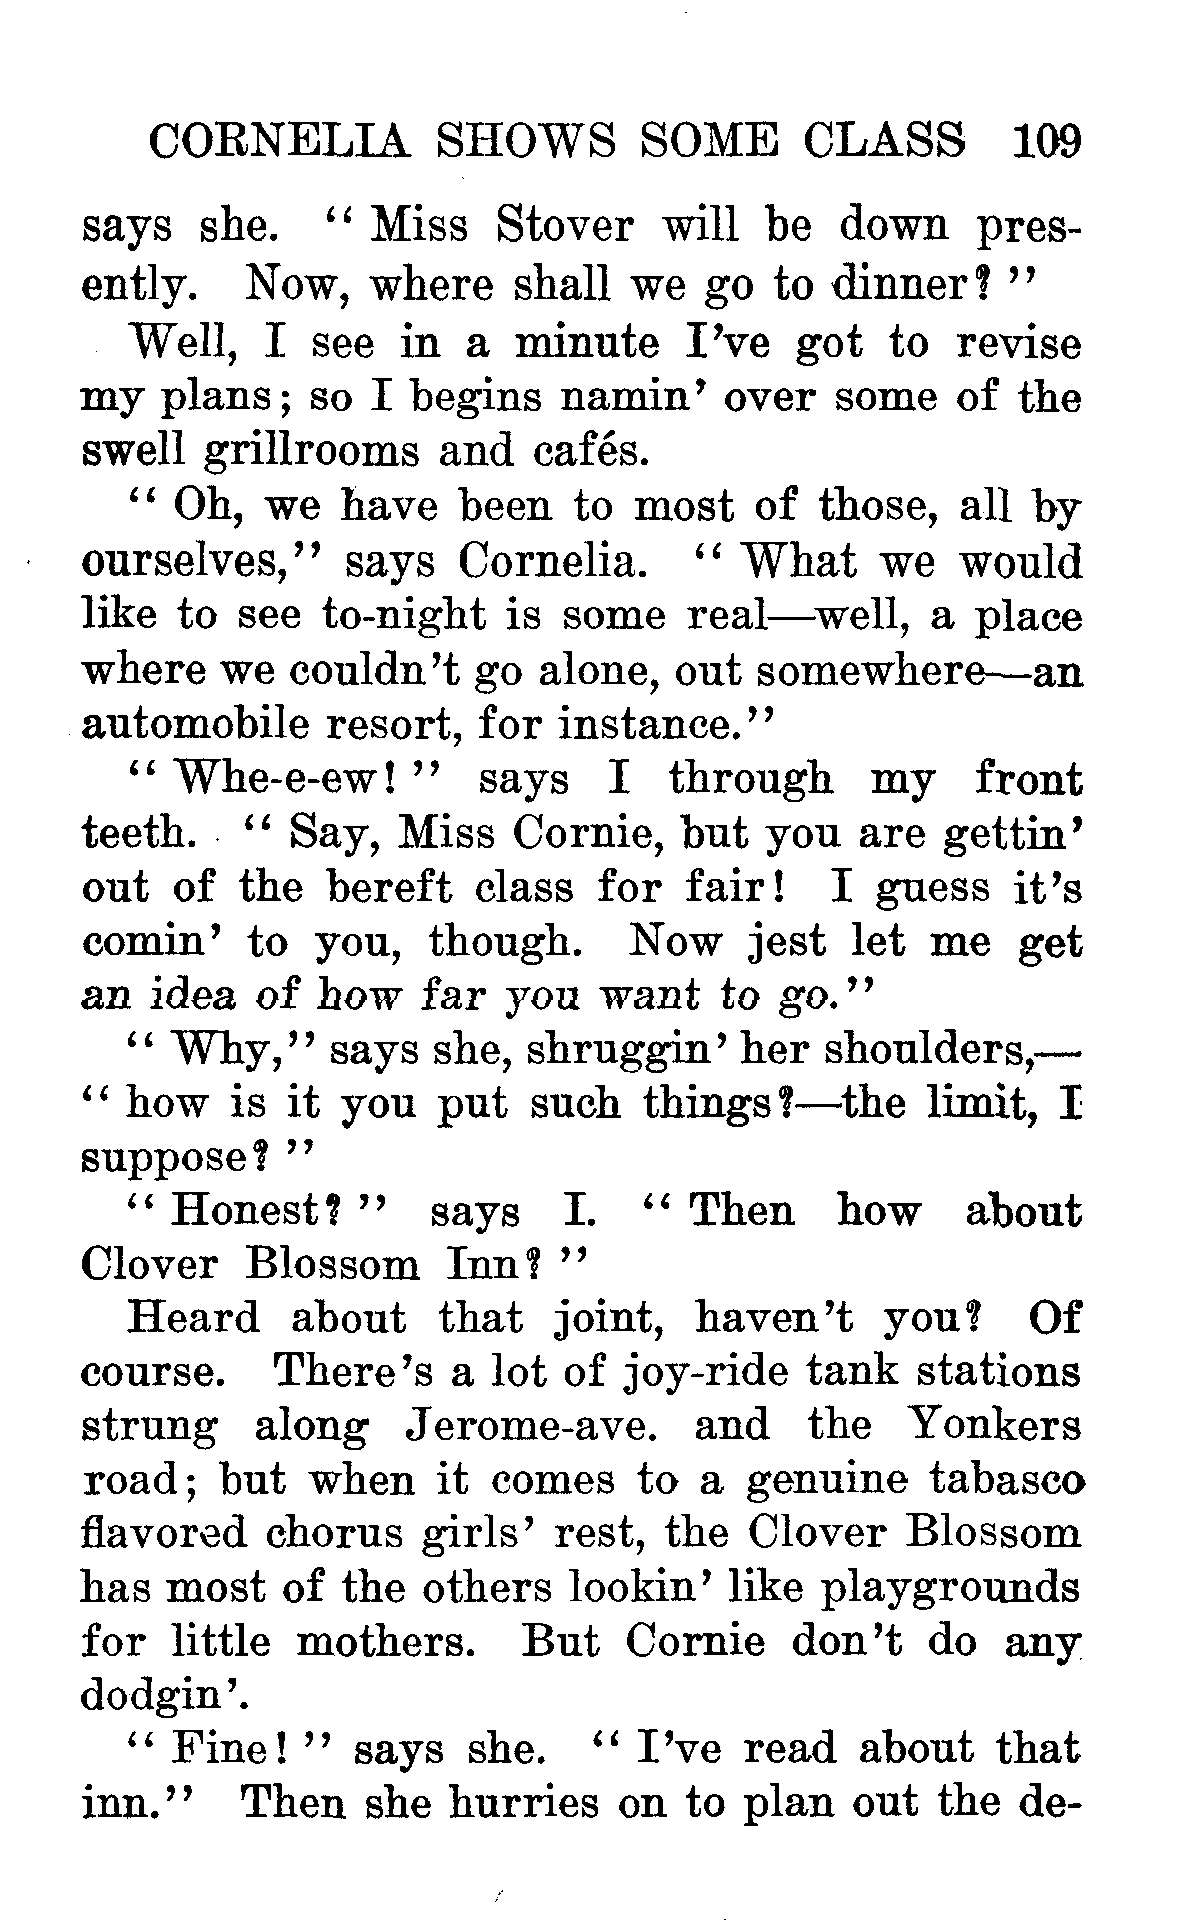 CORNELIA SHOWS SOME CLASS 109
says she. “ Miss Stover will be down pres-
ently. Now, where shall we go to dinner? ”
Well, I see in a minute I’ve got to revise
my plans; so I begins namin’ over some of the
swell grillrooms and cafés.
“ Oh, we have been to most of those, all by
ourselves,” says Cornelia. “ What we would
like to see to-night is some real—well, a place
where we couldn’t go alone, out somewhere—an
automobile resort, for instance.”
“ Whe-e-ew! ” says I through my front
teeth. “ Say, Miss Cornie, but you are gettin’
out of the bereft class for fair! I guess it’s
comin’ to you, though. Now jest let me get
an idea of how far you want to go.”
“ Why,” says she, shruggin’ her shoulders,—
“ how is it you put such things?—the limit, I
suppose? ”
“ Honest? ” says I. “ Then how about
Clover Blossom Inn? ”
Heard about that joint, haven’t you? Of
course. There’s a lot of joy-ride tank stations
strung along Jerome-ave. and the Yonkers
road; but when it comes to a genuine tabasco
flavored chorus girls’ rest, the Clover Blossom
has most of the others lookin’ like playgrounds
for little mothers. But Cornie don’t do any
dodgin’.
“ Fine! ” says she. “ I’ve read about that
inn.” Then she hurries on to plan out the de-